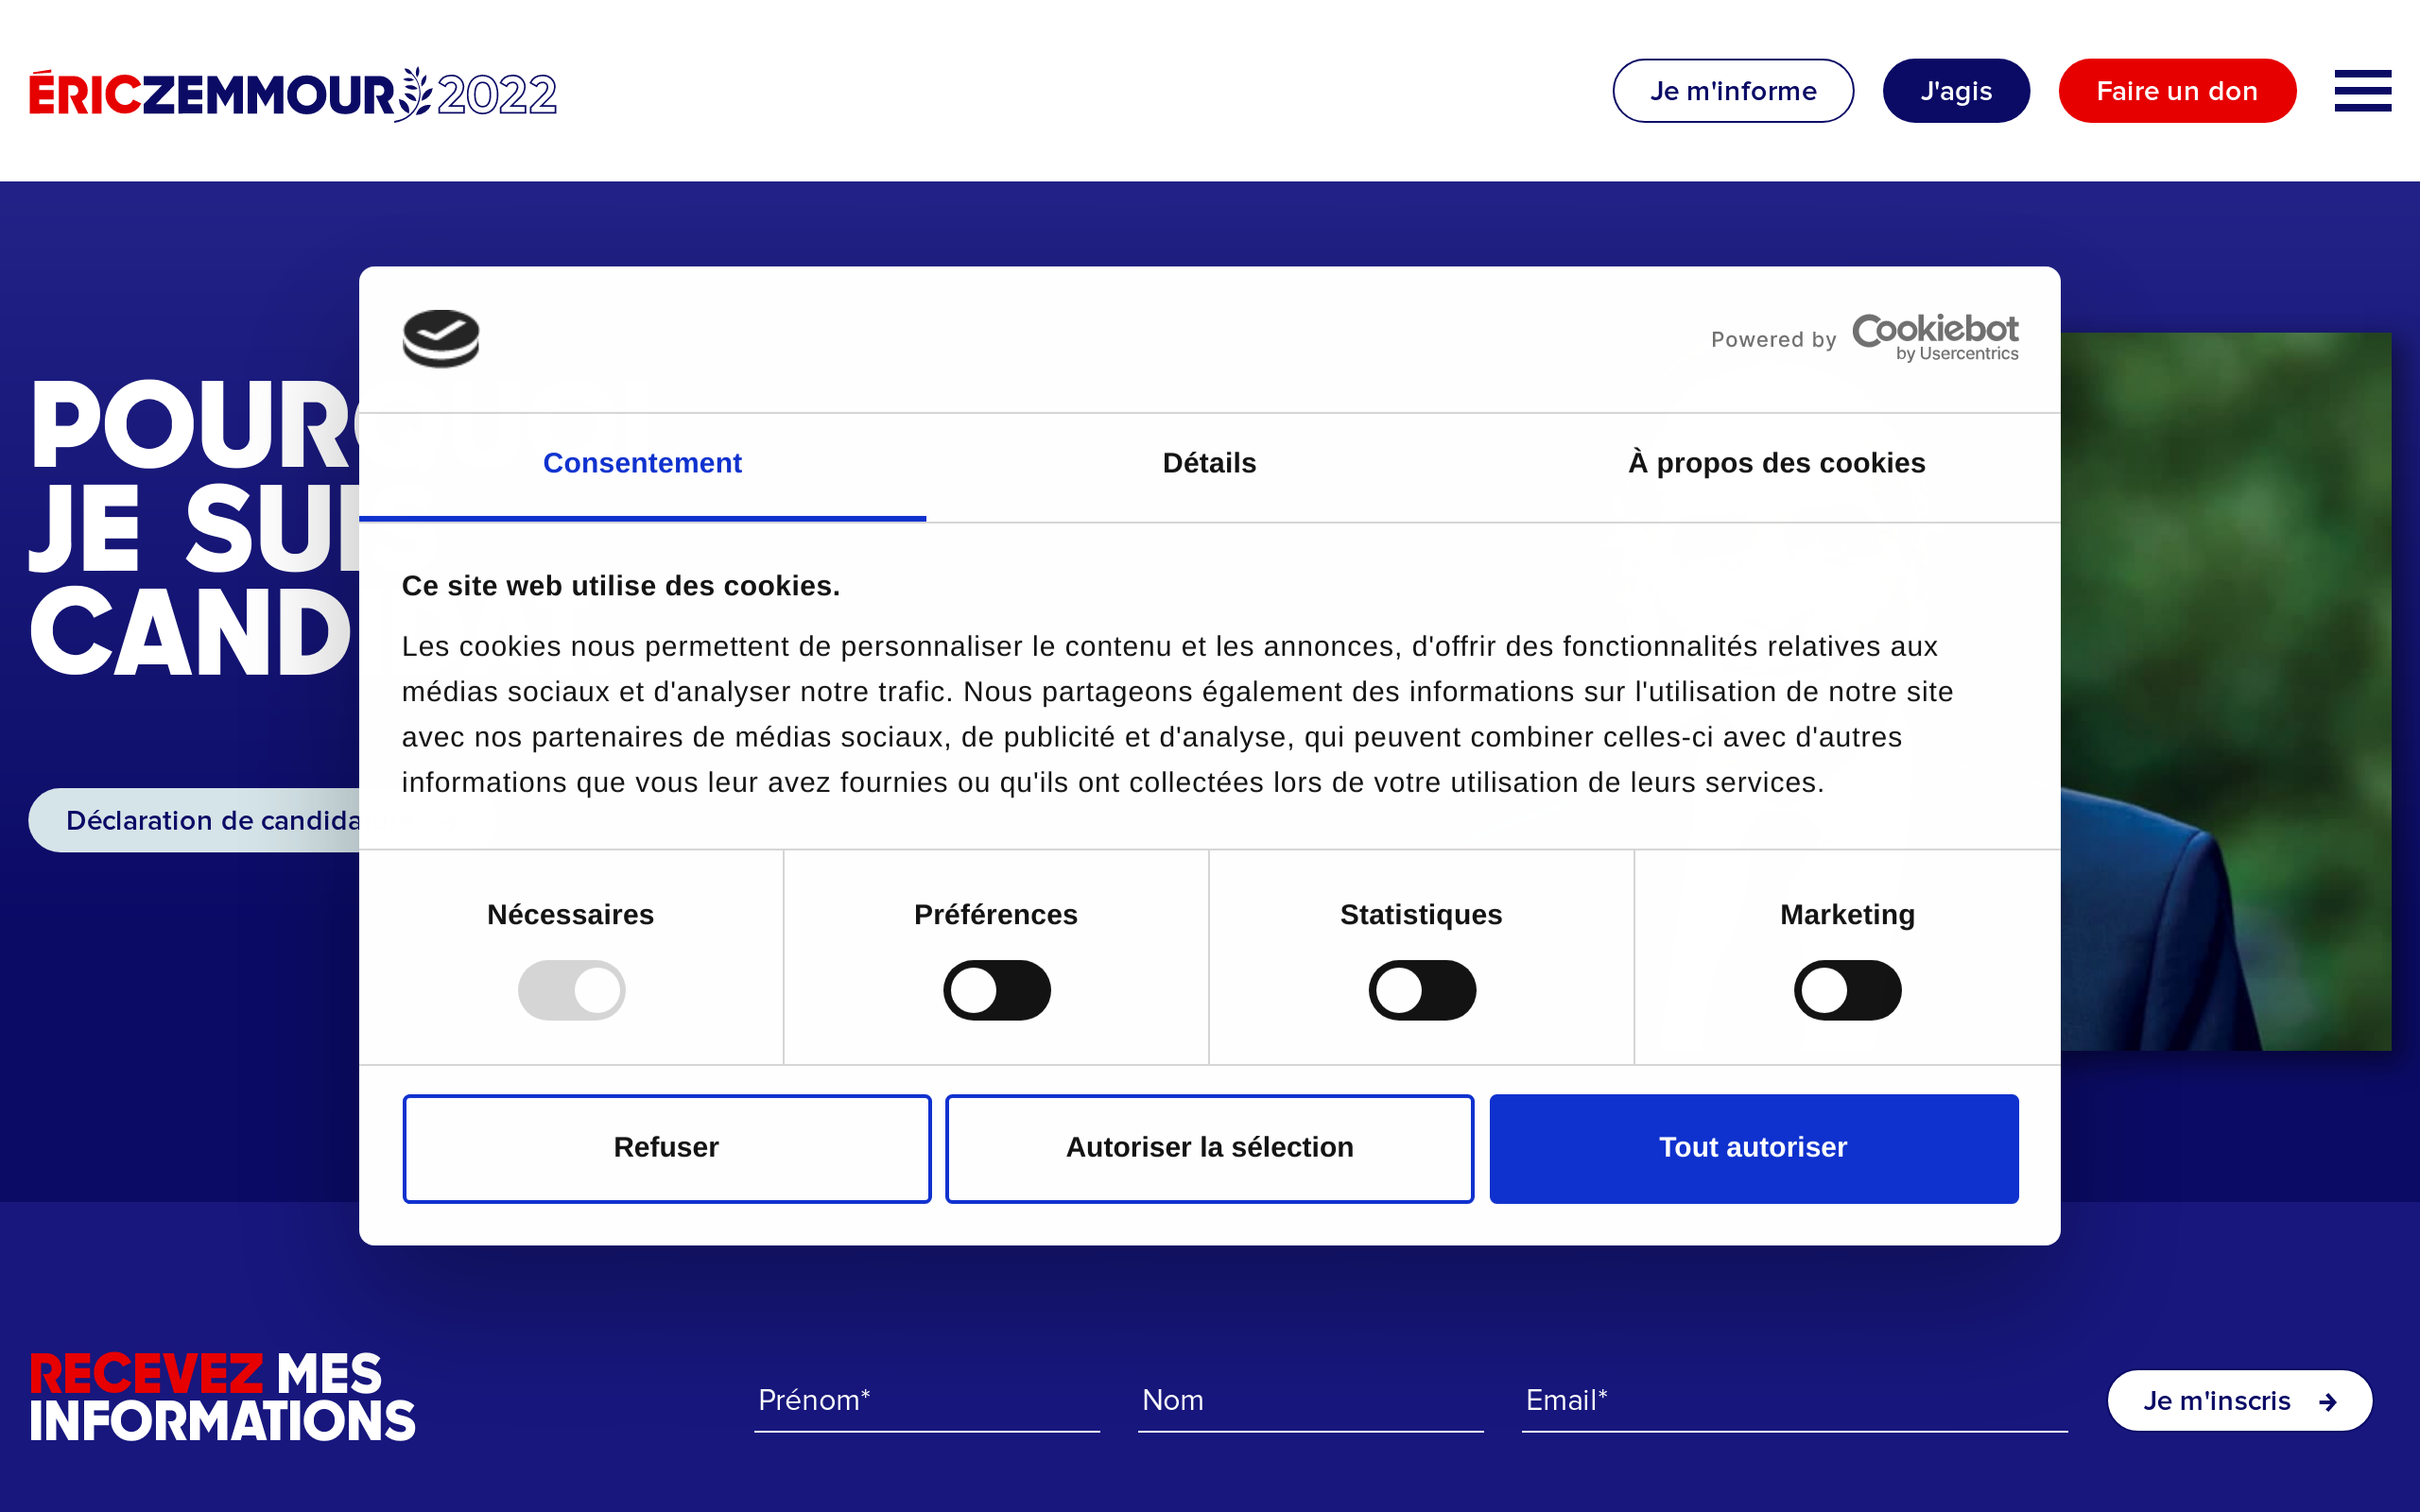 ÉRICZEMMOUR 2022
Je m'informe
J'agis
Faire un don
Powered by Cookiebot
by Usercentrics
Consentement
Détails
À propos des cookies
JE
Ce site web utilise des cookies.
Les cookies nous permettent de personnaliser le contenu et les annonces, d'offrir des fonctionnalités relatives aux
médias sociaux et d'analyser notre trafic. Nous partageons également des informations sur l'utilisation de notre site
avec nos partenaires de médias sociaux, de publicité et d'analyse, qui peuvent combiner celles-ci avec d'autres
informations que vous leur avez fournies ou qu'ils ont collectées lors de votre utilisation de leurs services.
Déclaration de
Nécessaires
Préférences
Statistiques
Marketing
Refuser
Autoriser la sélection
Tout autoriser
RECEVEZ MES
INFORMATIONS
Prénom*
Nom
Email*
Je m'inscris